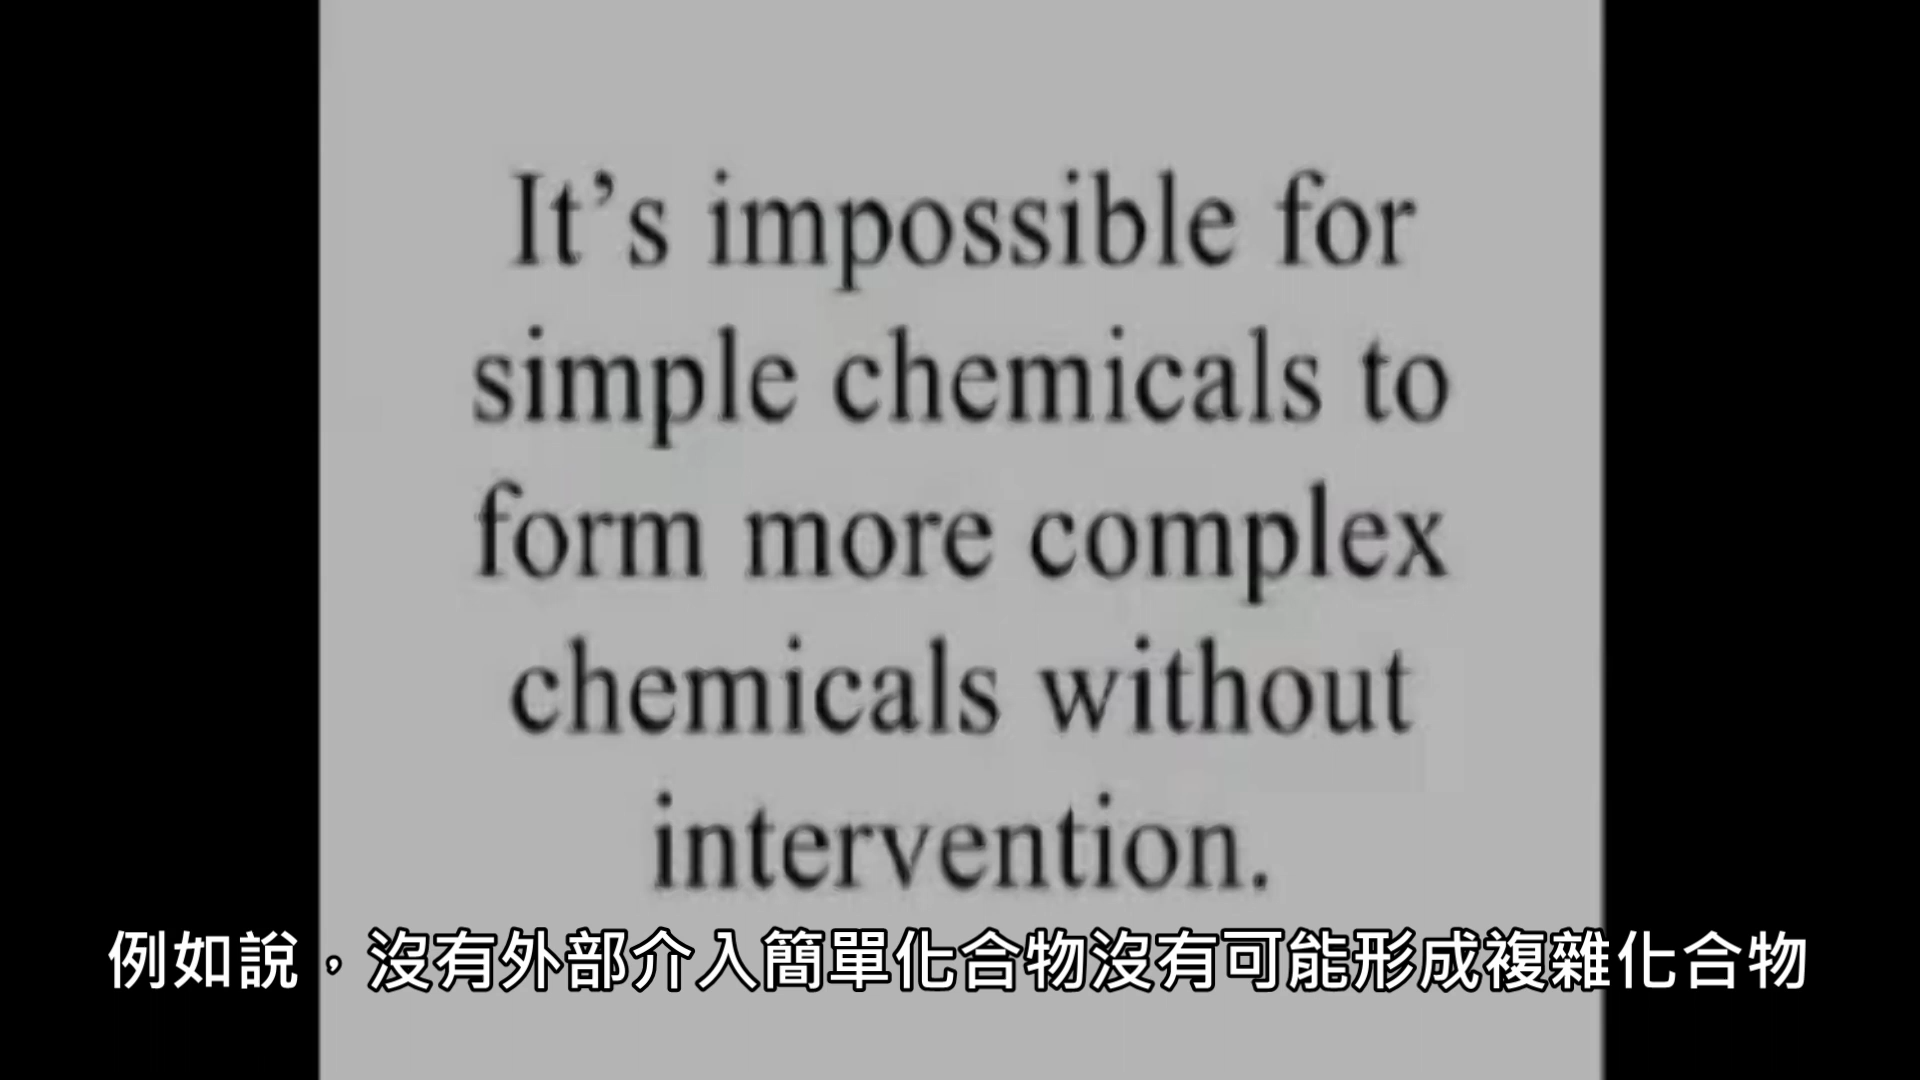 It’s impossible for
simple chemicals to
form more complex
chemicals without
intervention.
例如說，沒有外部介入簡單化合物沒有可能形成複雜化合物